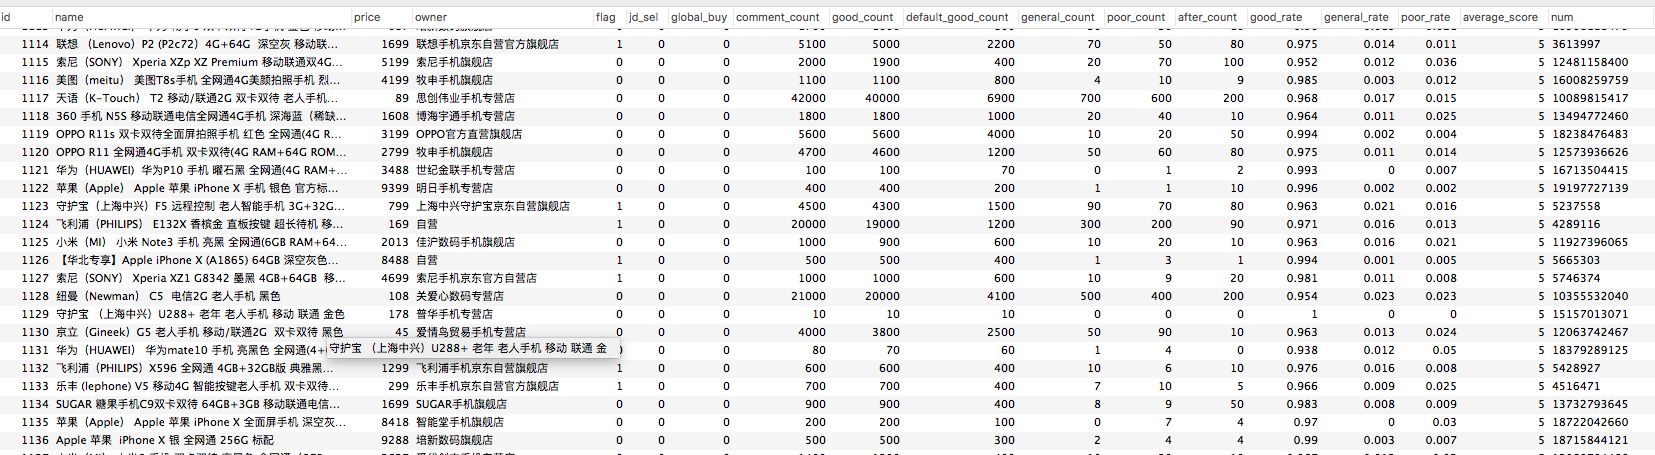 id name price owner flag jd_sel global_buy comment_count good_count default_good_count general_count poor_count after_count good_rate general_rate poor_rate average_score num
1114 联想 (Lenovo) P2 (P2c72) 4G+64G 深空灰 移动联... 1699 联想手机京东自营官方旗舰店 1 0 0 5100 5000 2200 70 50 80 0.975 0.014 0.011 5 3613997
1115 索尼 (SONY) Xperia XZp XZ Premium 移动联通双4G... 5199 索尼手机旗舰店 0 0 0 2000 1900 400 20 70 100 0.952 0.012 0.036 5 12481158400
1116 美图 (meitu) 美图T8s手机 全网通4G美颜拍照手机 烈... 4199 牧申手机旗舰店 0 0 0 1100 1100 800 4 10 9 0.985 0.003 0.012 5 16008259759
1117 天语 (K-Touch) T2 移动/联通2G 双卡双待 老人手机... 89 思创伟业手机专营店 0 0 0 42000 40000 6900 700 600 200 0.968 0.017 0.015 5 10089815417
1118 360 手机 N5S 移动联通电信全网通4G手机 深海蓝 (稀缺... 1608 博海宇通手机专营店 0 0 0 1800 1800 1000 20 40 10 0.964 0.011 0.025 5 13494772460
1119 OPPO R11s 双卡双待全面屏拍照手机 红色 全网通(4G R... 3199 OPPO官方直营旗舰店 0 0 0 5600 5600 4000 10 20 50 0.994 0.002 0.004 5 18238476483
1120 OPPO R11 全网通4G手机 双卡双待(4G RAM+64G ROM... 2799 牧申手机旗舰店 0 0 0 4700 4600 1200 50 60 80 0.975 0.011 0.014 5 12573936626
1121 华为 (HUAWEI) 华为P10 手机 曜石黑 全网通(4G RAM+... 3488 世纪金联手机专营店 0 0 0 100 100 70 0 1 2 0.993 0 0.007 5 16713504415
1122 苹果 (Apple) Apple 苹果 iPhone X 手机 银色 官方标... 9399 明日手机专营店 0 0 0 400 400 200 1 1 10 0.996 0.002 0.002 5 19197727139
1123 守护宝 (上海中兴) F5 远程控制 老人智能手机 3G+32G... 799 上海中兴守护宝京东自营旗舰店 1 0 0 4500 4300 1500 90 70 80 0.963 0.021 0.016 5 5237558
1124 飞利浦 (PHILIPS) E132X 香槟金 直板按键 超长待机 移... 169 自营 1 0 0 20000 19000 1200 300 200 90 0.971 0.016 0.013 5 4289116
1125 小米 (MI) 小米 Note3 手机 亮黑 全网通(6GB RAM+64... 2013 佳沪数码手机旗舰店 0 0 0 1000 900 600 10 20 10 0.963 0.016 0.021 5 11927396065
1126 【华北专享】Apple iPhone X (A1865) 64GB 深空灰色... 8488 自营 1 0 0 500 500 400 1 3 1 0.994 0.001 0.005 5 5665303
1127 索尼 (SONY) Xperia XZ1 G8342 墨黑 4GB+64GB 移... 4699 索尼手机京东官方自营店 1 0 0 1000 1000 600 10 9 20 0.981 0.011 0.008 5 5746374
1128 纽曼 (Newman) C5 电信2G 老人手机 黑色 108 关爱心数码专营店 0 0 0 21000 20000 4100 500 400 200 0.954 0.023 0.023 5 10355532040
1129 守护宝 (上海中兴) U288+ 老年 老人手机 移动 联通 金色 178 普华手机专营店 0 0 0 10 10 10 0 0 0 1 0 0 5 15157013071
1130 京立 (Gineek) G5 老人手机 移动/联通2G 双卡双待 黑色 45 爱情鸟贸易手机专营店 0 0 0 4000 3800 2500 50 90 10 0.963 0.013 0.024 5 12063742467
守护宝 (上海中兴) U288+ 老年 老人手机 移动 联通 金
1131 华为 (HUAWEI) 华为mate10 手机 亮黑色 全网通(4+ 0 0 80 70 60 1 4 0 0.938 0.012 0.05 5 18379289125
1132 飞利浦 (PHILIPS) X596 全网通 4GB+32GB版 典雅黑... 1299 飞利浦手机京东自营旗舰店 1 0 0 600 600 400 10 6 10 0.976 0.016 0.008 5 5428927
1133 乐丰 (lephone) V5 移动4G 智能按键老人手机 双卡双待... 299 乐丰手机京东自营官方旗舰店 1 0 0 700 700 400 7 10 5 0.966 0.009 0.025 5 4516471
1134 SUGAR 糖果手机C9双卡双待 64GB+3GB 移动联通电信... 1699 SUGAR手机旗舰店 0 0 0 900 900 400 8 9 50 0.983 0.008 0.009 5 13732793645
1135 苹果 (Apple) Apple 苹果 iPhone X 全面屏手机 深空灰... 8418 智能堂手机专营店 0 0 0 200 200 100 0 7 4 0.97 0 0.03 5 18722042660
1136 Apple 苹果 iPhone X 银 全网通 256G 标配 9288 培新数码旗舰店 0 0 0 500 500 300 2 4 4 0.99 0.003 0.007 5 18715844121